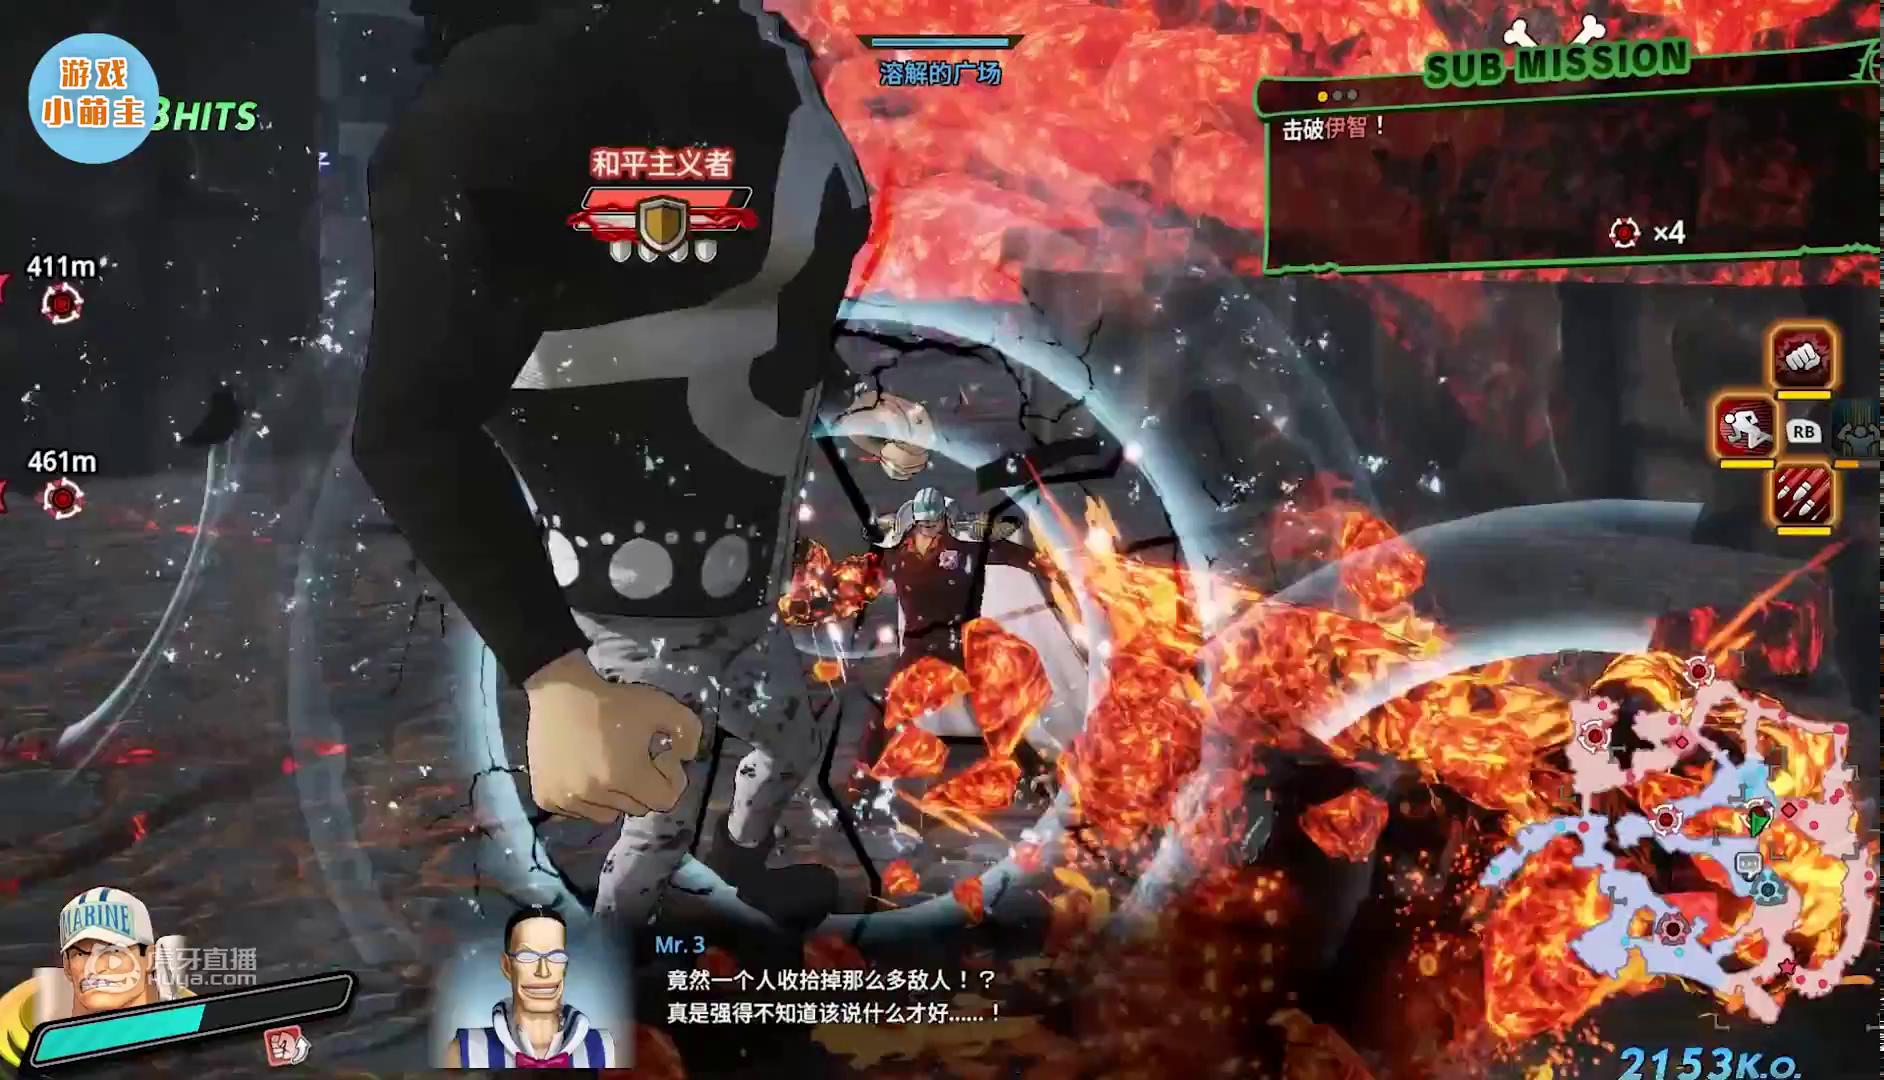 游戏
小萌主
3HITS
溶解的广场
SUB MISSION
击破伊智！
×4
和平主义者
411m
461m
RB
MARINE
虎牙直播
huya.com
Mr. 3
竟然一个人收拾掉那么多敌人！？
真是强得不知道该说什么才好......！
2153K.O.